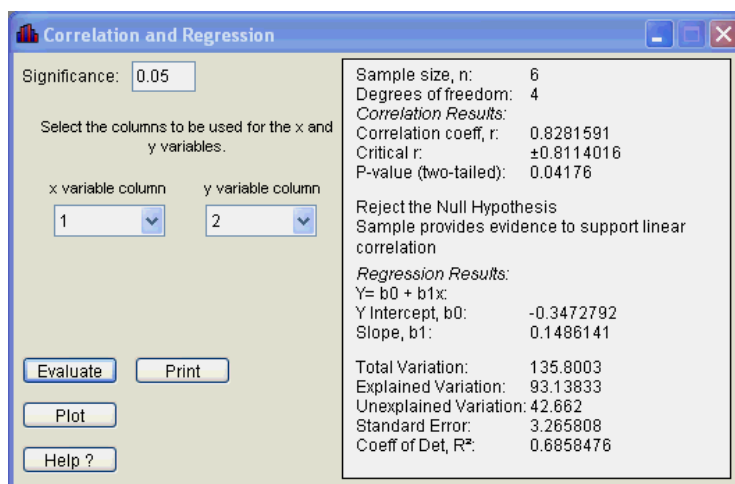 Correlation and Regression
Significance: 0.05
Select the columns to be used for the x and
y variables.
x variable column y variable column
1 2
Evaluate Print
Plot
Help ?
Sample size, n: 6
Degrees of freedom: 4
Correlation Results:
Correlation coeff, r: 0.8281591
Critical r: ±0.8114016
P-value (two-tailed): 0.04176
Reject the Null Hypothesis
Sample provides evidence to support linear
correlation
Regression Results:
Y= b0 + b1x:
Y Intercept, b0: -0.3472792
Slope, b1: 0.1486141
Total Variation: 135.8003
Explained Variation: 93.13833
Unexplained Variation: 42.662
Standard Error: 3.265808
Coeff of Det, R²: 0.6858476